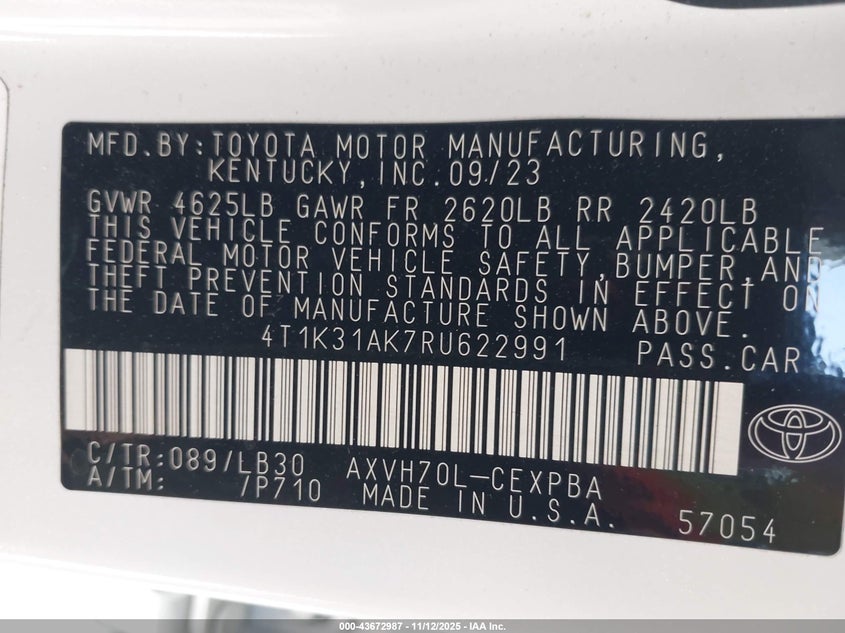 MFD.BY:TOYOTA MOTOR MANUFACTURING,
KENTUCKY,INC.09/23
GVWR 4625LB GAWR FR 2620LB RR 2420LB
THIS VEHICLE CONFORMS TO ALL APPLICABLE
FEDERAL MOTOR VEHICLE SAFETY,BUMPER,AND
THEFT PREVENTION STANDARDS IN EFFECT ON
THE DATE OF MANUFACTURE SHOWN ABOVE.
4T1K31AK7RU622991 PASS.CAR
C/TR:089/LB30 AXVH70L-CEXPBA
A/TM: /P710 MADE IN U.S.A. 57054
000-43672987 - 11/12/2025 - IAA Inc.